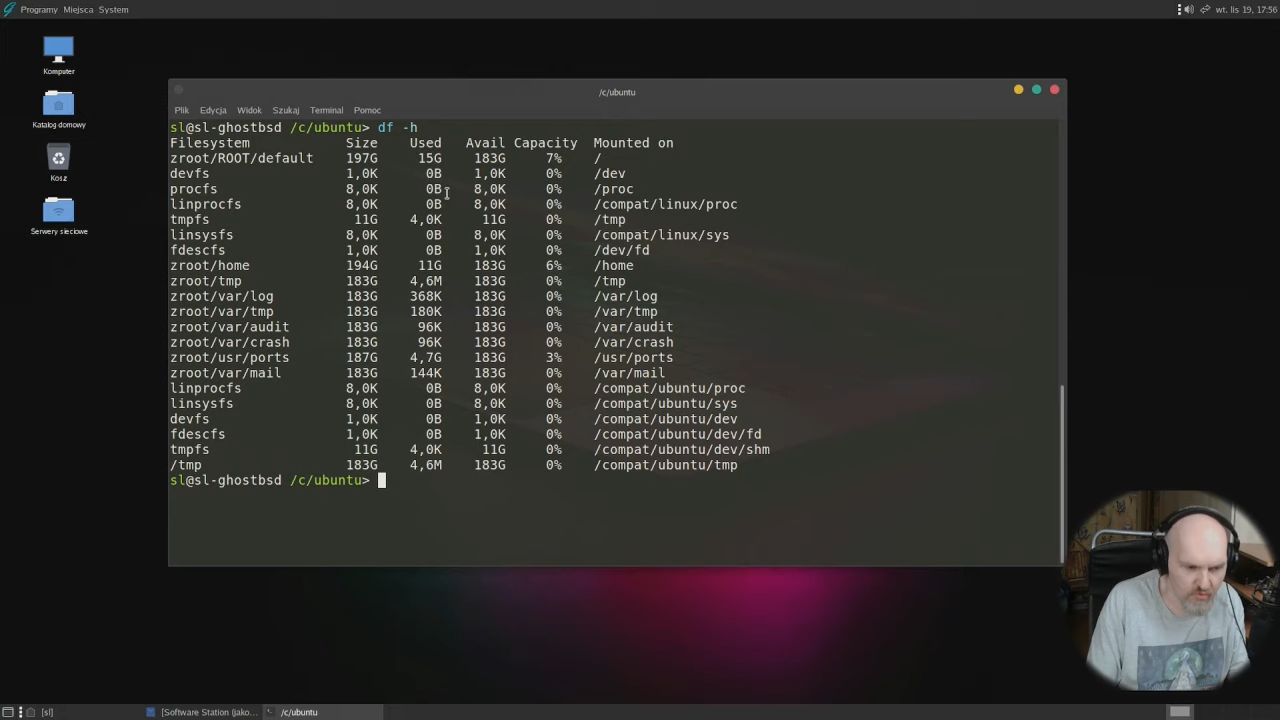 Programy Miejsca System
wt. lis 19, 17:56
Komputer
Katalog domowy
Kosz
Serwery sieciowe
/c/ubuntu
Plik Edycja Widok Szukaj Terminal Pomoc
sl@sl-ghostbsd /c/ubuntu> df -h
Filesystem Size Used Avail Capacity Mounted on
zroot/ROOT/default 197G 15G 183G 7% /
devfs 1,0K 0B 1,0K 0% /dev
procfs 8,0K 0B 8,0K 0% /proc
linprocfs 8,0K 0B 8,0K 0% /compat/linux/proc
tmpfs 11G 4,0K 11G 0% /tmp
linsysfs 8,0K 0B 8,0K 0% /compat/linux/sys
fdescfs 1,0K 0B 1,0K 0% /dev/fd
zroot/home 194G 11G 183G 6% /home
zroot/tmp 183G 4,6M 183G 0% /tmp
zroot/var/log 183G 368K 183G 0% /var/log
zroot/var/tmp 183G 180K 183G 0% /var/tmp
zroot/var/audit 183G 96K 183G 0% /var/audit
zroot/var/crash 183G 96K 183G 0% /var/crash
zroot/usr/ports 187G 4,7G 183G 3% /usr/ports
zroot/var/mail 183G 144K 183G 0% /var/mail
linprocfs 8,0K 0B 8,0K 0% /compat/ubuntu/proc
linsysfs 8,0K 0B 8,0K 0% /compat/ubuntu/sys
devfs 1,0K 0B 1,0K 0% /compat/ubuntu/dev
fdescfs 1,0K 0B 1,0K 0% /compat/ubuntu/dev/fd
tmpfs 11G 4,0K 11G 0% /compat/ubuntu/dev/shm
/tmp 183G 4,6M 183G 0% /compat/ubuntu/tmp
sl@sl-ghostbsd /c/ubuntu>
[sl] [Software Station (jako... /c/ubuntu